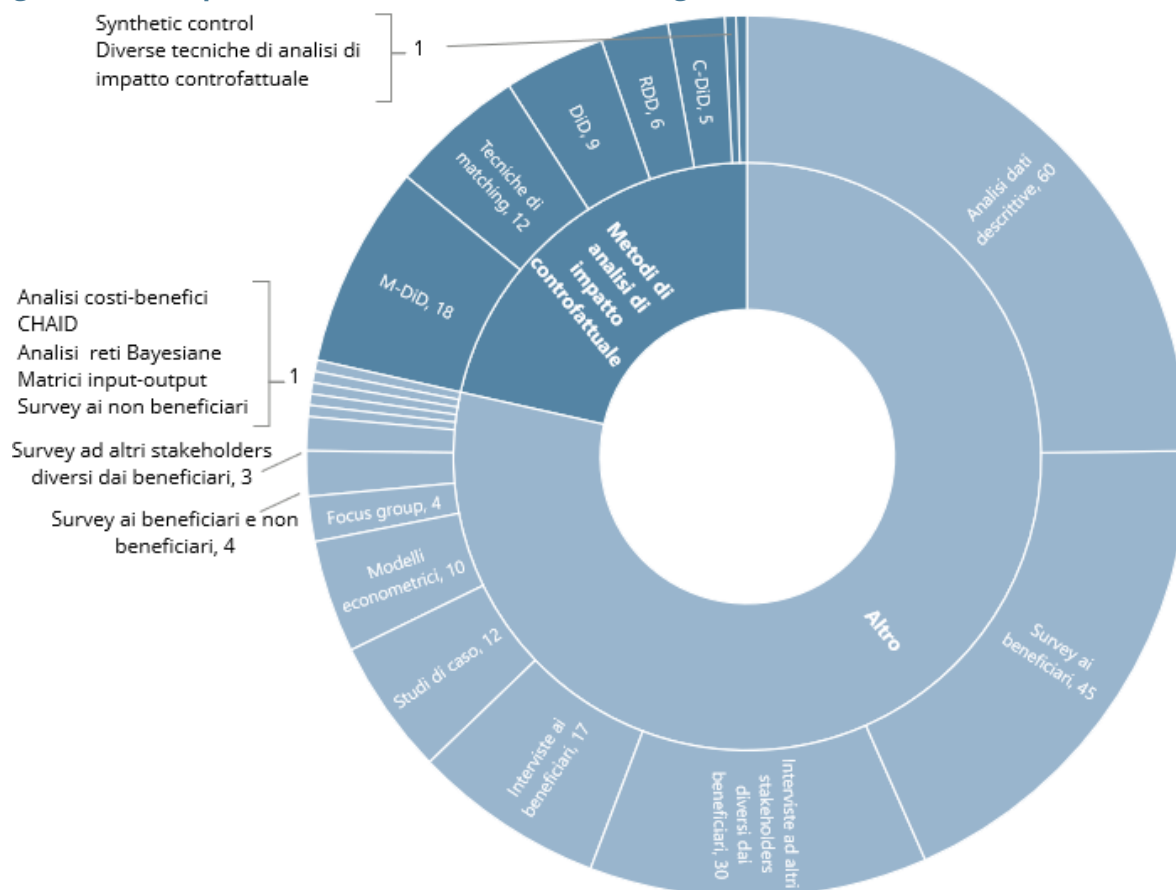 Synthetic control
Diverse tecniche di analisi di
impatto controfattuale
1
C-DiD, 5
RDD, 6
DiD, 9
Tecniche di
matching, 12
M-DiD, 18
Metodi di
analisi di
impatto
controfattuale
Analisi dati
descrittive, 60
Analisi costi-benefici
CHAID
Analisi reti Bayesiane
Matrici input-output
Survey ai non beneficiari
1
Survey ad altri stakeholders
diversi dai beneficiari, 3
Survey ai beneficiari e non
beneficiari, 4
Focus group, 4
Modelli
econometrici, 10
Studi di caso, 12
Interviste ai
beneficiari, 17
Interviste ad altri
stakeholders
diversi dai
beneficiari, 30
Survey ai
beneficiari, 45
Altro